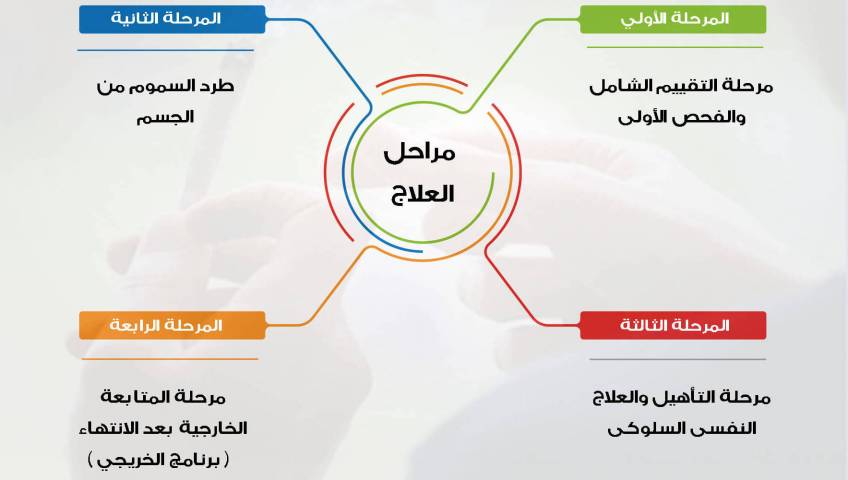 مراحل
العلاج
المرحلة الأولي
مرحلة التقييم الشامل
والفحص الأولى
المرحلة الثانية
طرد السموم من
الجسم
المرحلة الثالثة
مرحلة التأهيل والعلاج
النفسى السلوكى
المرحلة الرابعة
مرحلة المتابعة
الخارجية بعد الانتهاء
( برنامج الخريجي )